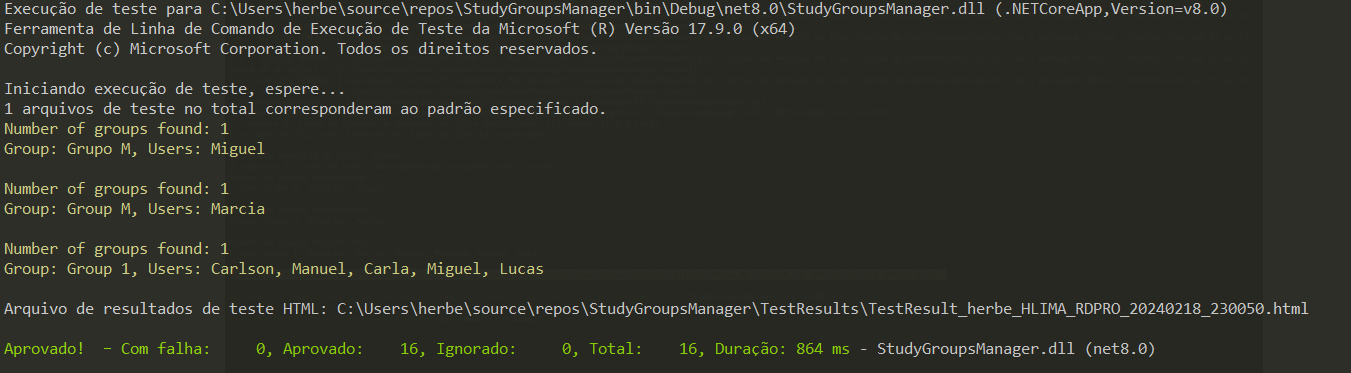 Execução de teste para C:\Users\herbe\source\repos\StudyGroupsManager\bin\Debug\net8.0\StudyGroupsManager.dll (.NETCoreApp,Version=v8.0)
Ferramenta de Linha de Comando de Execução de Teste da Microsoft (R) Versão 17.9.0 (x64)
Copyright (c) Microsoft Corporation. Todos os direitos reservados.
Iniciando execução de teste, espere...
1 arquivos de teste no total corresponderam ao padrão especificado.
Number of groups found: 1
Group: Grupo M, Users: Miguel
Number of groups found: 1
Group: Group M, Users: Marcia
Number of groups found: 1
Group: Group 1, Users: Carlson, Manuel, Carla, Miguel, Lucas
Arquivo de resultados de teste HTML: C:\Users\herbe\source\repos\StudyGroupsManager\TestResults\TestResult_herbe_HLIMA_RDPRO_20240218_230050.html
Aprovado!  – Com falha:     0, Aprovado:    16, Ignorado:     0, Total:    16, Duração: 864 ms - StudyGroupsManager.dll (net8.0)